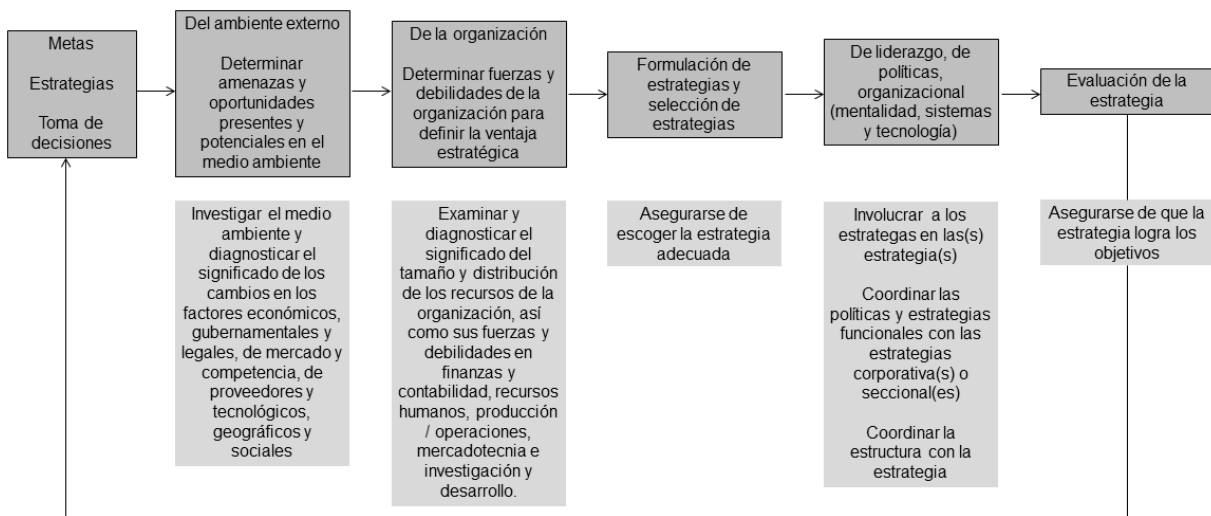 Metas
Estrategias
Toma de
decisiones
Del ambiente externo
Determinar
amenazas y
oportunidades
presentes y
potenciales en el
medio ambiente
De la organización
Determinar fuerzas y
debilidades de la
organización para
definir la ventaja
estratégica
Formulación de
estrategias y
selección de
estrategias
De liderazgo, de
políticas,
organizacional
(mentalidad, sistemas
y tecnología)
Evaluación de la
estrategia
Investigar el medio
ambiente y
diagnosticar el
significado de los
cambios en los
factores económicos,
gubernamentales y
legales, de mercado y
competencia, de
proveedores y
tecnológicos,
geográficos y
sociales
Examinar y
diagnosticar el
significado del
tamaño y distribución
de los recursos de la
organización, así
como sus fuerzas y
debilidades en
finanzas y
contabilidad, recursos
humanos, producción
/ operaciones,
mercadotecnia e
investigación y
desarrollo.
Asegurarse de
escoger la estrategia
adecuada
Involucrar a los
estrategas en las(s)
estrategia(s)
Coordinar las
políticas y estrategias
funcionales con las
estrategias
corporativa(s) o
seccional(es)
Coordinar la
estructura con la
estrategia
Asegurarse de que la
estrategia logra los
objetivos